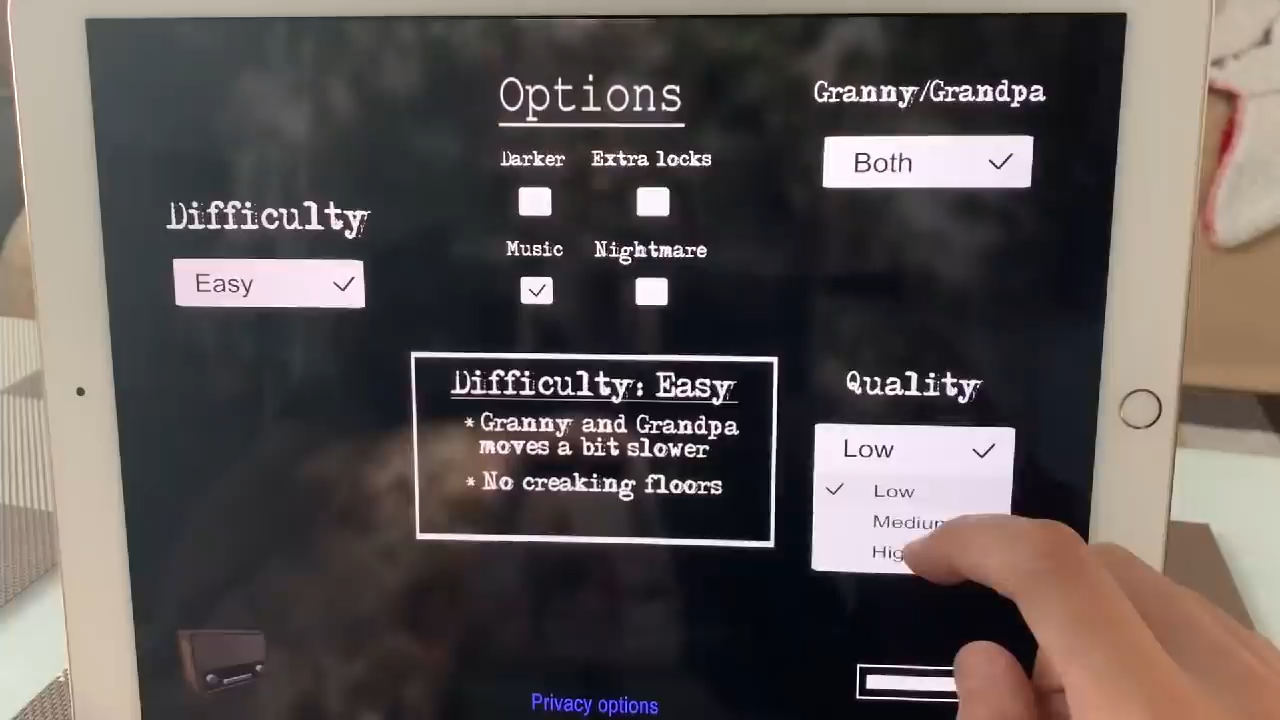 Options
Granny/Grandpa
Darker Extra locks
Both
Difficulty
Easy
Music Nightmare
Difficulty: Easy
* Granny and Grandpa
moves a bit slower
* No creaking floors
Quality
Low
Low
Privacy options